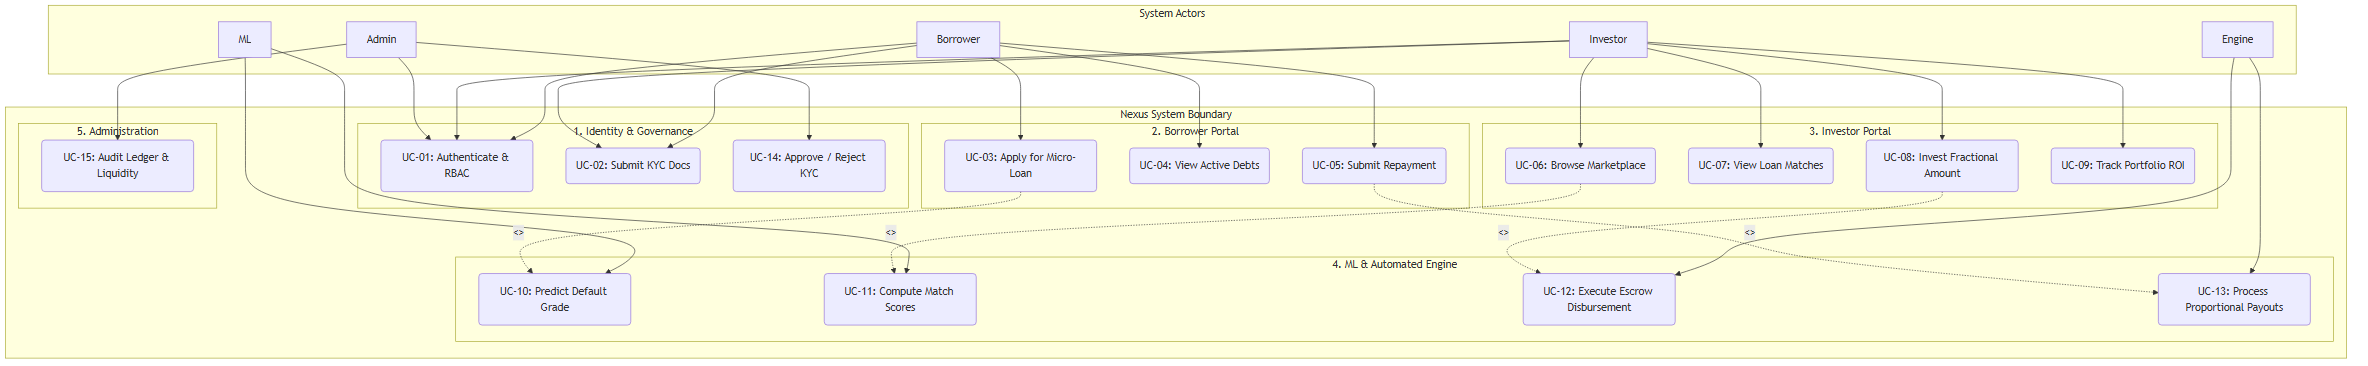 System Actors
ML
Admin
Borrower
Investor
Engine
Nexus System Boundary
5. Administration
1. Identity & Governance
2. Borrower Portal
3. Investor Portal
UC-15: Audit Ledger &
Liquidity
UC-01: Authenticate &
RBAC
UC-02: Submit KYC Docs
UC-14: Approve / Reject
KYC
UC-03: Apply for Micro-
Loan
UC-04: View Active Debts
UC-05: Submit Repayment
UC-06: Browse Marketplace
UC-07: View Loan Matches
UC-08: Invest Fractional
Amount
UC-09: Track Portfolio ROI
<>
<>
<>
<>
4. ML & Automated Engine
UC-10: Predict Default
Grade
UC-11: Compute Match
Scores
UC-12: Execute Escrow
Disbursement
UC-13: Process
Proportional Payouts